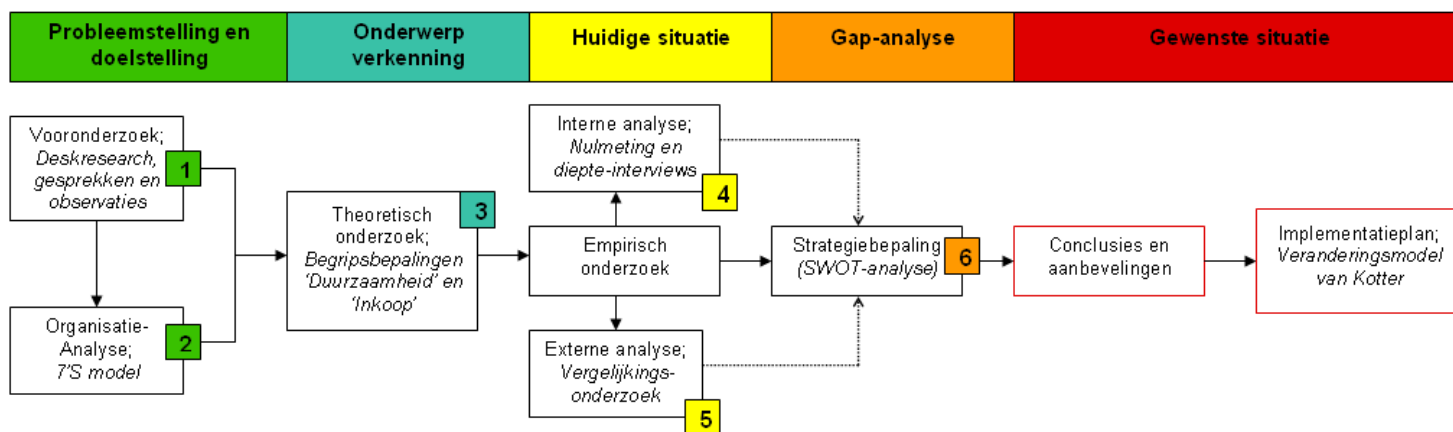 Probleemstelling en
doelstelling
Onderwerp
verkenning
Huidige situatie
Gap-analyse
Gewenste situatie
Vooronderzoek;
Deskresearch,
gesprekken en
observaties
1
Organisatie-
Analyse;
7'S model
2
Theoretisch
onderzoek;
Begripsbepalingen
'Duurzaamheid' en
'Inkoop'
3
Interne analyse;
Nulmeting en
diepte-interviews
4
Empirisch
onderzoek
Externe analyse;
Vergelijkings-
onderzoek
5
Strategiebepaling
(SWOT-analyse)
6
Conclusies en
aanbevelingen
Implementatieplan;
Veranderingsmodel
van Kotter